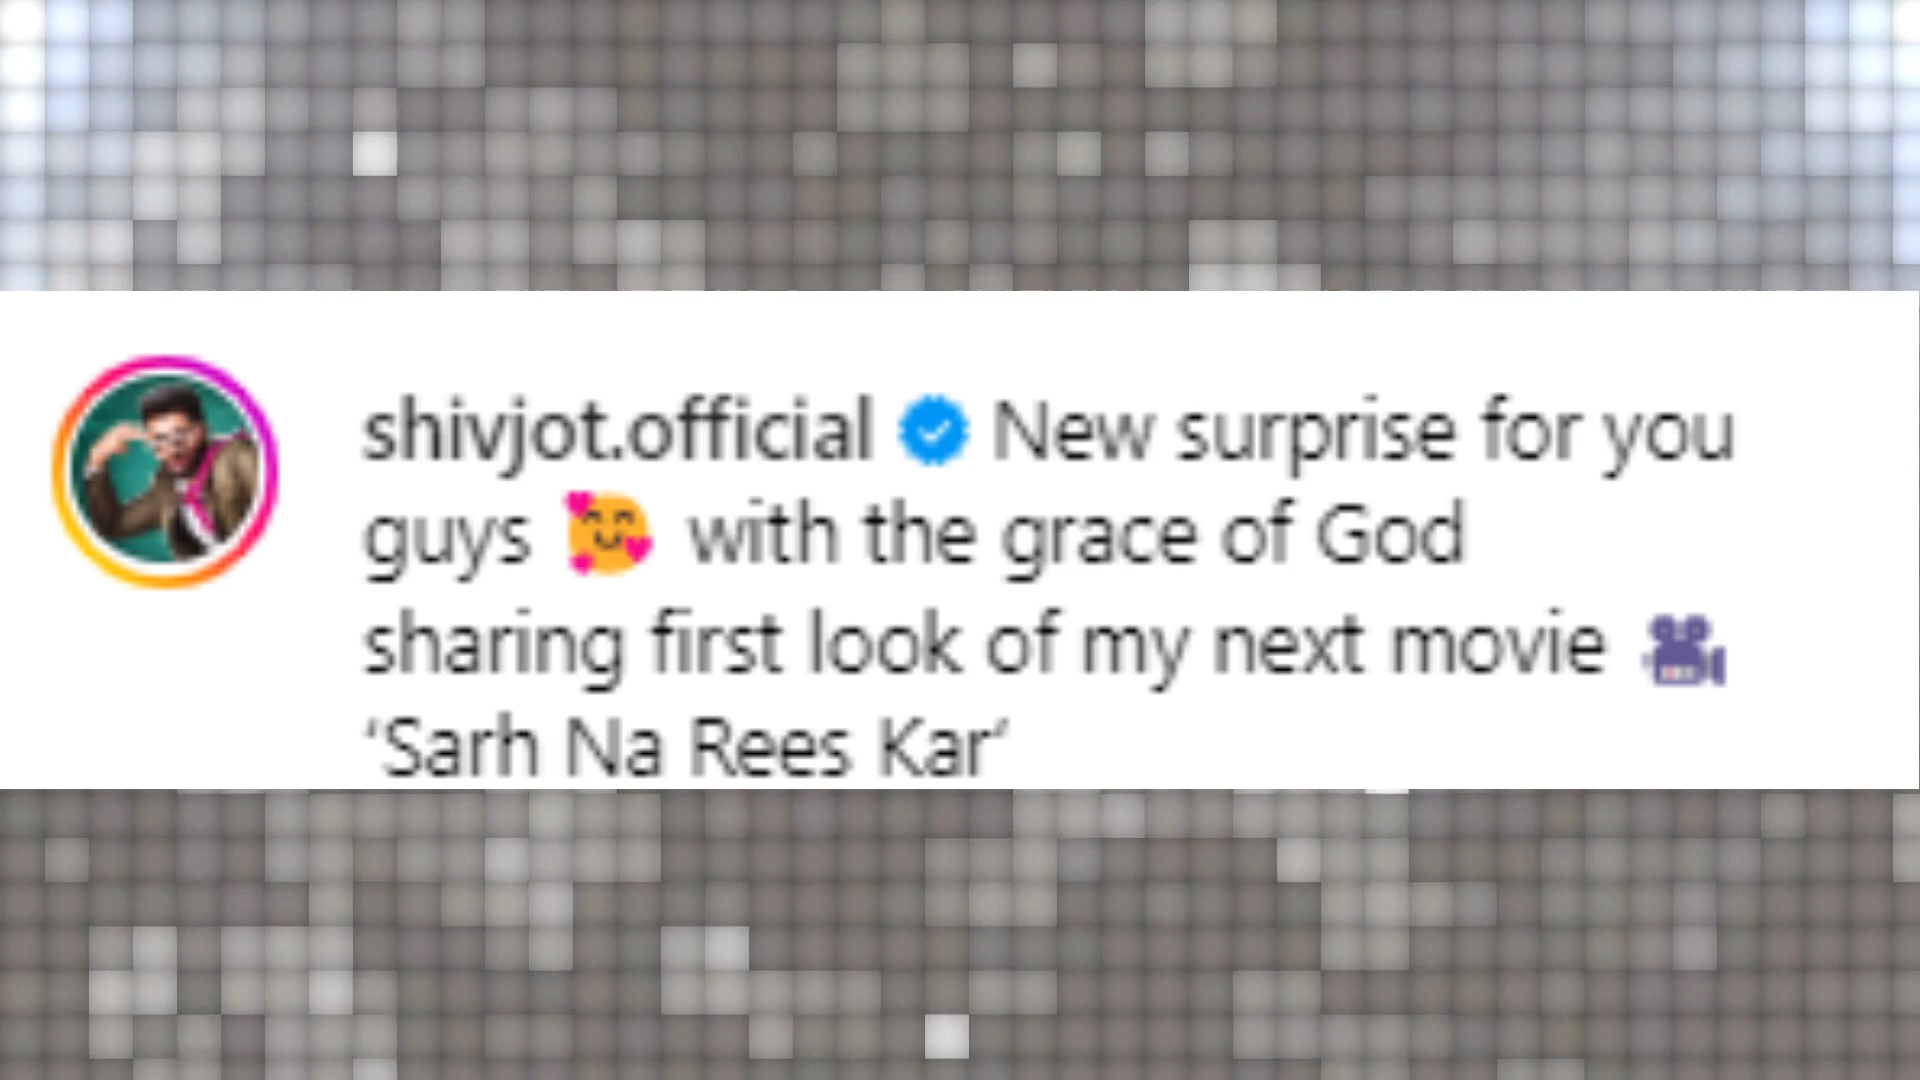 shivjot.official New surprise for you
guys 🥰 with the grace of God
sharing first look of my next movie 🎥
‘Sarh Na Rees Kar’